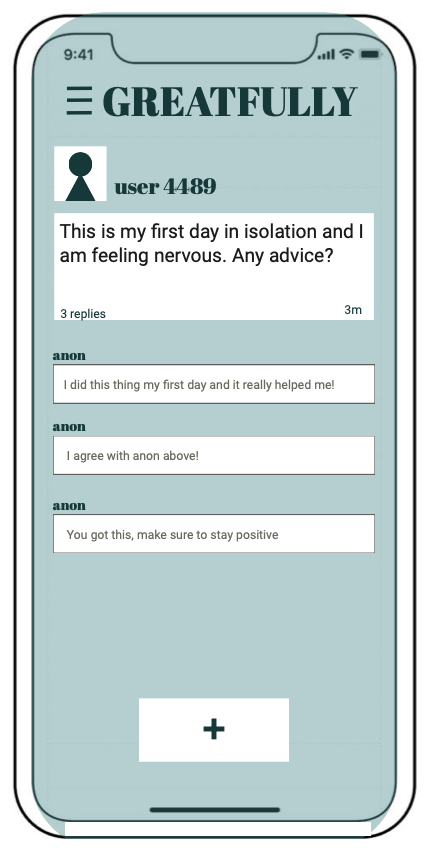 9:41
GREATFULLY
user 4489
This is my first day in isolation and I
am feeling nervous. Any advice?
3 replies 3m
anon
I did this thing my first day and it really helped me!
anon
I agree with anon above!
anon
You got this, make sure to stay positive
+